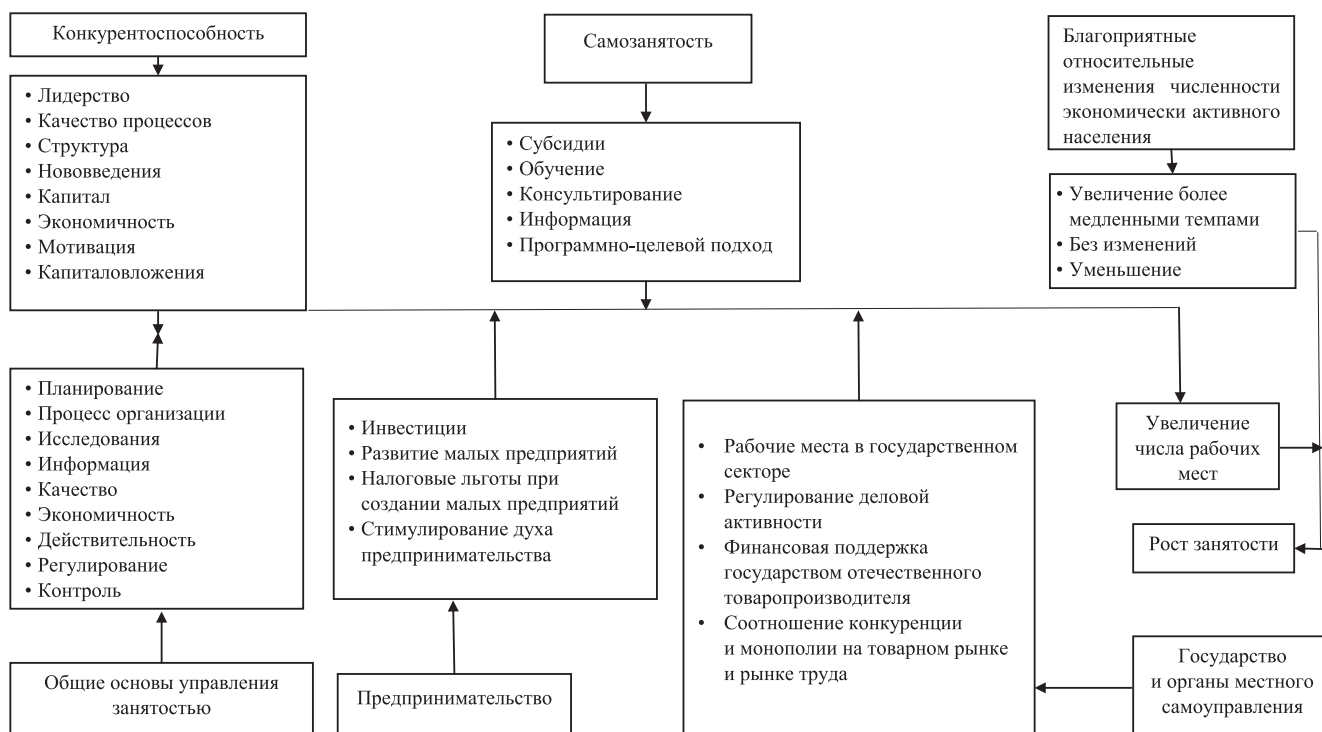 Конкурентоспособность
• Лидерство
• Качество процессов
• Структура
• Нововведения
• Капитал
• Экономичность
• Мотивация
• Капиталовложения
Самозанятость
• Субсидии
• Обучение
• Консультирование
• Информация
• Программно-целевой подход
Благоприятные
относительные
изменения численности
экономически активного
населения
• Увеличение более
медленными темпами
• Без изменений
• Уменьшение
• Планирование
• Процесс организации
• Исследования
• Информация
• Качество
• Экономичность
• Действительность
• Регулирование
• Контроль
Общие основы управления
занятостью
• Инвестиции
• Развитие малых предприятий
• Налоговые льготы при
создании малых предприятий
• Стимулирование духа
предпринимательства
Предпринимательство
• Рабочие места в государственном
секторе
• Регулирование деловой
активности
• Финансовая поддержка
государством отечественного
товаропроизводителя
• Соотношение конкуренции
и монополии на товарном рынке
и рынке труда
Увеличение
числа рабочих
мест
Рост занятости
Государство
и органы местного
самоуправления